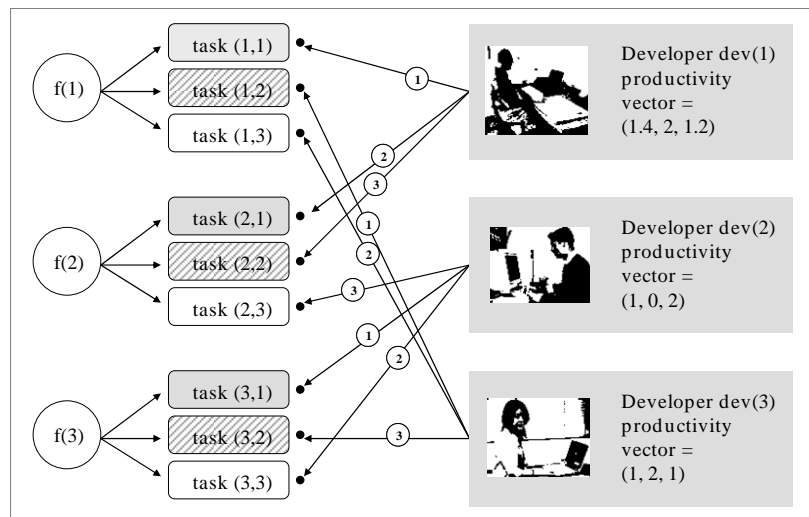 f(1)
task (1,1)
task (1,2)
task (1,3)
f(2)
task (2,1)
task (2,2)
task (2,3)
f(3)
task (3,1)
task (3,2)
task (3,3)
1
2
3
1
2
3
1
2
3
Developer dev(1)
productivity
vector =
(1.4, 2, 1.2)
Developer dev(2)
productivity
vector =
(1, 0, 2)
Developer dev(3)
productivity
vector =
(1, 2, 1)